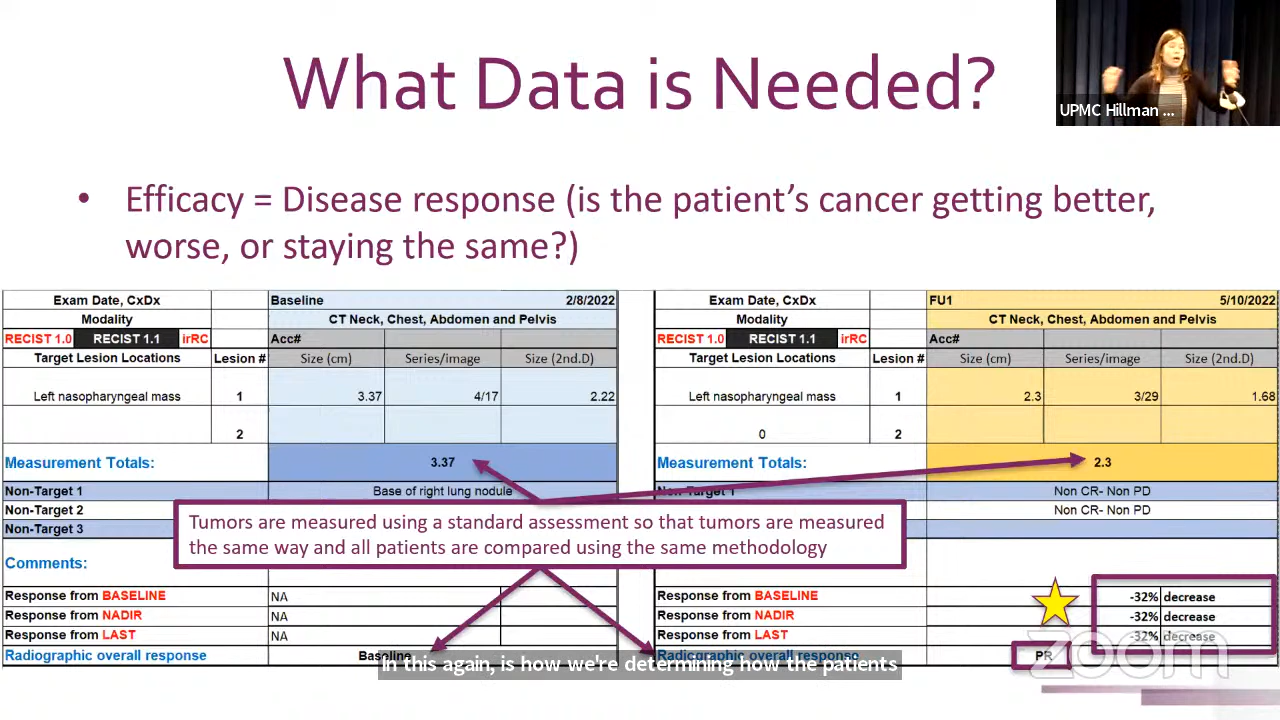 What Data is Needed?
UPMC Hillman ...
• Efficacy = Disease response (is the patient's cancer getting better,
worse, or staying the same?)
Exam Date, CxDx Baseline 2/8/2022
Modality CT Neck, Chest, Abdomen and Pelvis
RECIST 1.0 RECIST 1.1 irRC Acc#
Target Lesion Locations Lesion # Size (cm) Series/image Size (2nd.D)
Left nasopharyngeal mass 1 3.37 4/17 2.22
2
Measurement Totals: 3.37
Non-Target 1 Base of right lung nodule
Non-Target 2
Non-Target 3
Comments:
Response from BASELINE NA
Response from NADIR NA
Response from LAST NA
Radiographic overall response Baseline
Exam Date, CxDx FU1 5/10/2022
Modality CT Neck, Chest, Abdomen and Pelvis
RECIST 1.0 RECIST 1.1 irRC Acc#
Target Lesion Locations Lesion # Size (cm) Series/image Size (2nd.D)
Left nasopharyngeal mass 1 2.3 3/29 1.68
0 2
Measurement Totals: 2.3
Non-Target 1 Non CR- Non PD
Non CR- Non PD
Response from BASELINE -32% decrease
Response from NADIR -32% decrease
Response from LAST -32% decrease
Radiographic overall response PR
Tumors are measured using a standard assessment so that tumors are measured
the same way and all patients are compared using the same methodology
In this again, is how we're determining how the patients
zoom